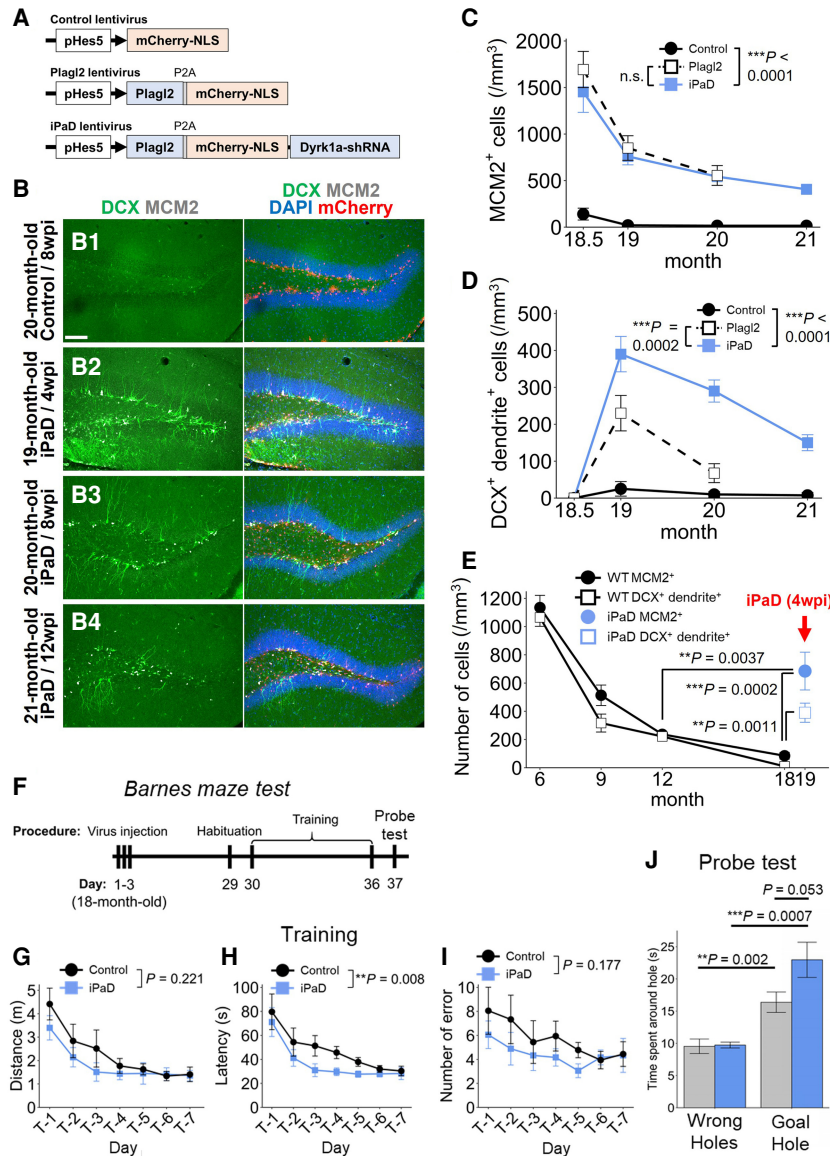 A
Control lentivirus
pHes5 mCherry-NLS
Plagl2 lentivirus P2A
pHes5 Plagl2 mCherry-NLS
iPaD lentivirus P2A
pHes5 Plagl2 mCherry-NLS Dyrk1a-shRNA
B
DCX MCM2
DCX MCM2
DAPI mCherry
B1
20-month-old
Control / 8wpi
B2
19-month-old
iPaD / 4wpi
B3
20-month-old
iPaD / 8wpi
B4
21-month-old
iPaD / 12wpi
C
MCM2+ cells (/mm3)
2000
1500
1000
500
0
18.5 19 20 21
month
Control
Plagl2
iPaD
n.s.
***P <
0.0001
D
DCX+ dendrite+ cells (/mm3)
500
400
300
200
100
0
18.5 19 20 21
month
Control
Plagl2
iPaD
***P =
0.0002
***P <
0.0001
E
Number of cells (/mm3)
1200
1000
800
600
400
200
0
6 9 12 1819
month
WT MCM2+
WT DCX+ dendrite+
iPaD MCM2+
iPaD DCX+ dendrite+
iPaD (4wpi)
**P = 0.0037
***P = 0.0002
**P = 0.0011
F
Barnes maze test
Procedure: Virus injection Habituation Training Probe
test
Day: 1-3 29 30 36 37
(18-month-old)
Training
G
Control
iPaD
P = 0.221
Distance (m)
5
4
3
2
1
0
T-1 T-2 T-3 T-4 T-5 T-6 T-7
Day
H
Control
iPaD
**P = 0.008
Latency (s)
100
80
60
40
20
0
T-1 T-2 T-3 T-4 T-5 T-6 T-7
Day
I
Control
iPaD
P = 0.177
Number of error
10
8
6
4
2
0
T-1 T-2 T-3 T-4 T-5 T-6 T-7
Day
J
Probe test
P = 0.053
***P = 0.0007
**P = 0.002
Time spent around hole (s)
25
20
15
10
5
0
Wrong
Holes
Goal
Hole